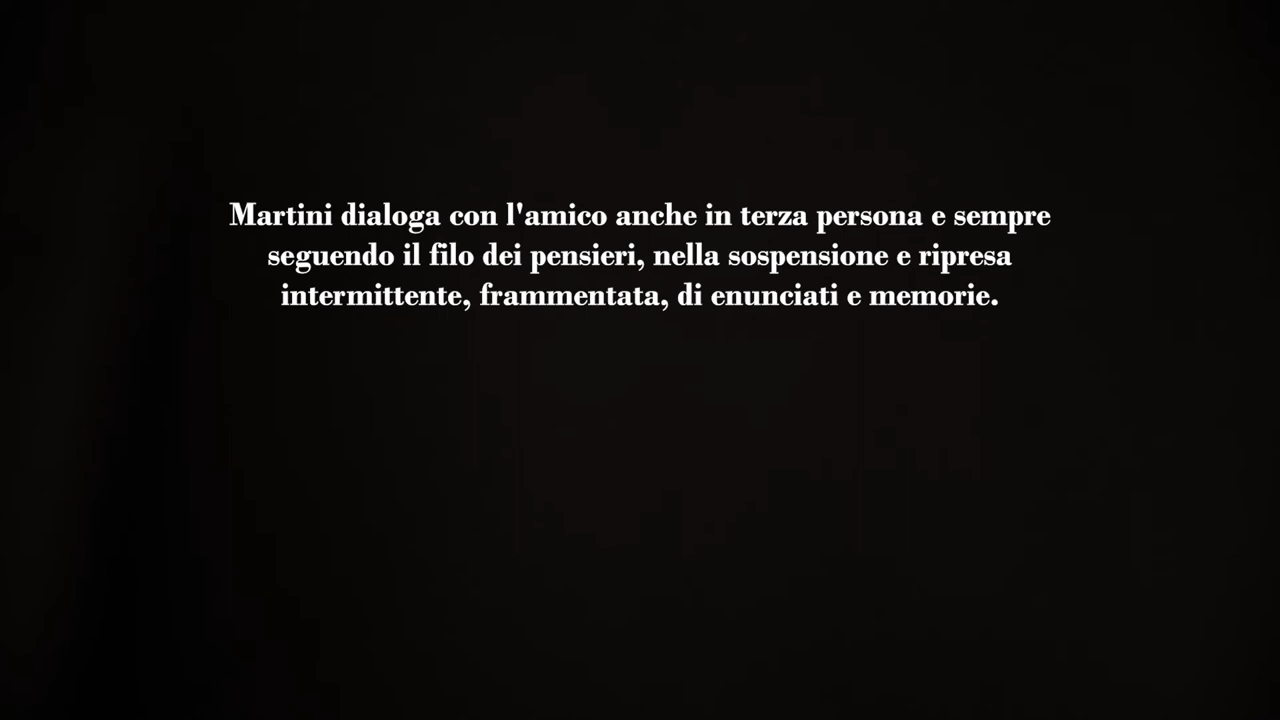 Martini dialoga con l'amico anche in terza persona e sempre
seguendo il filo dei pensieri, nella sospensione e ripresa
intermittente, frammentata, di enunciati e memorie.